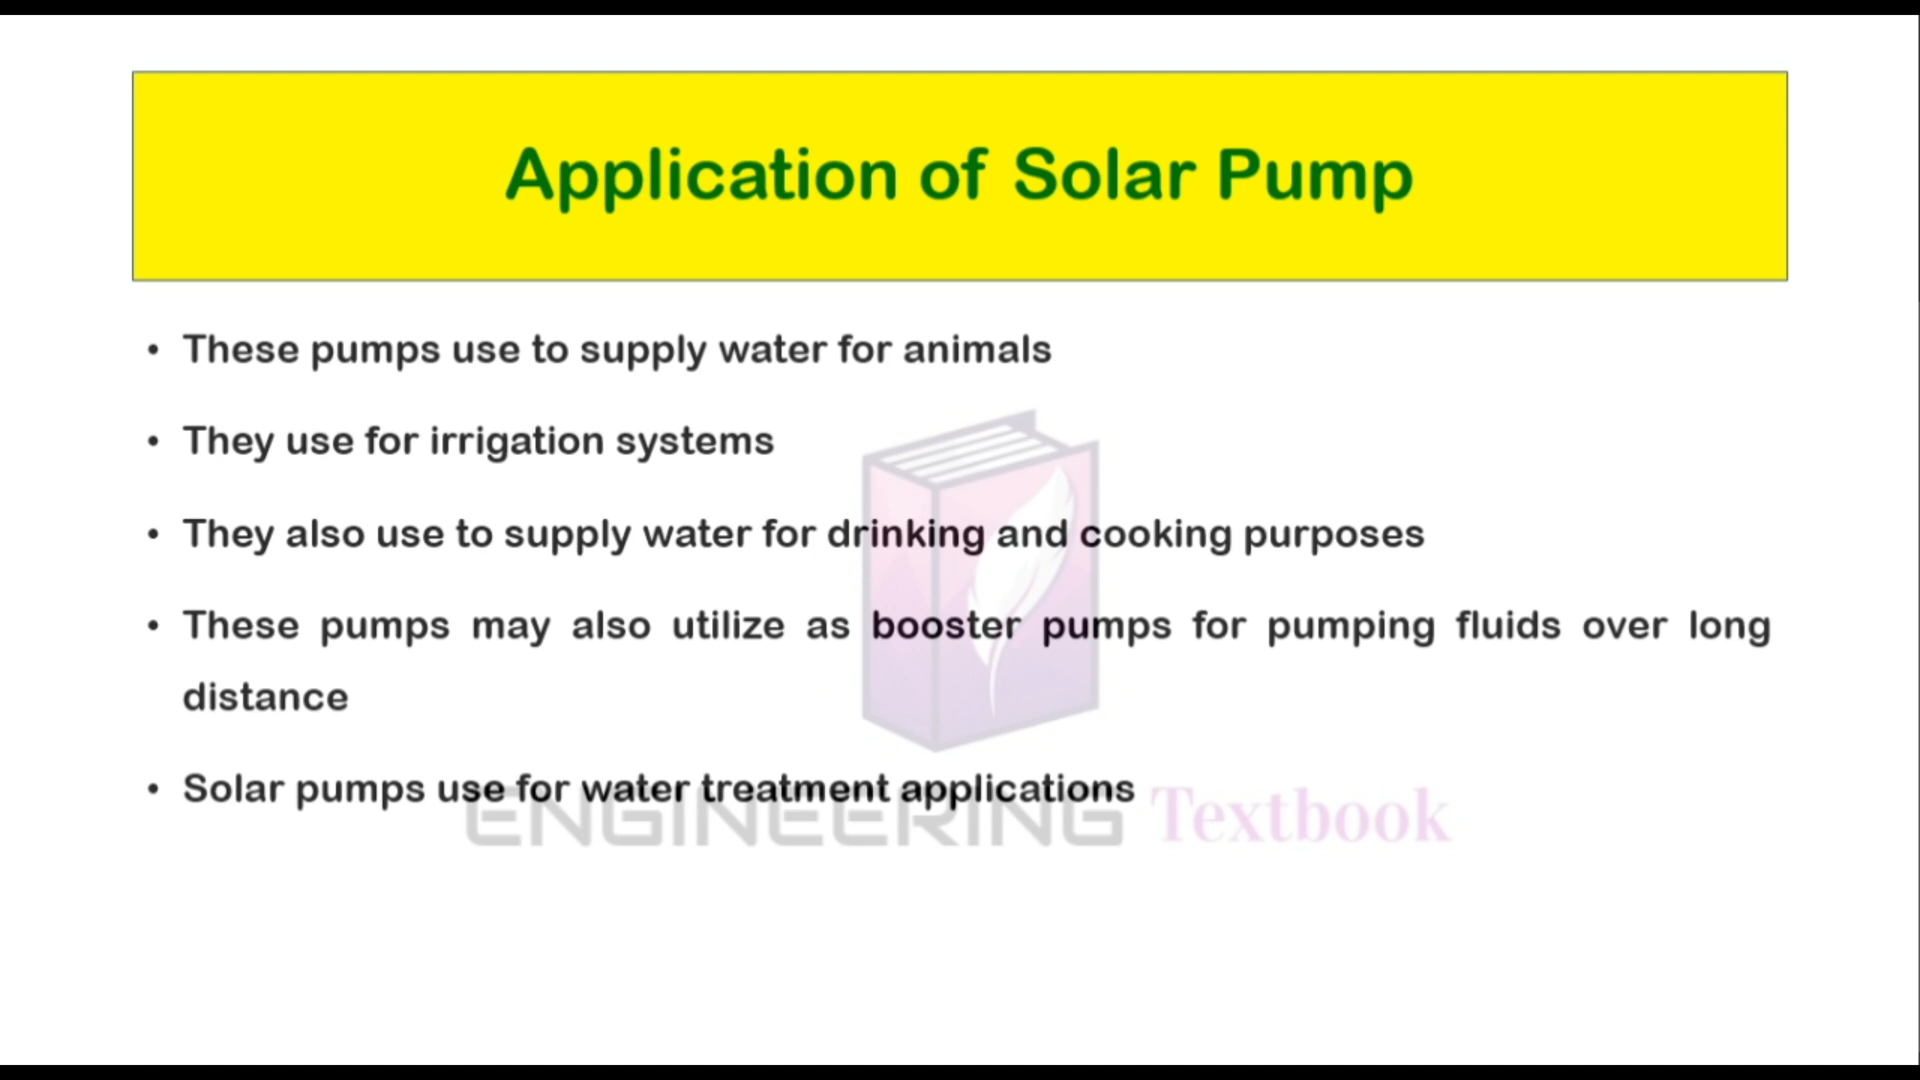 Application of Solar Pump
• These pumps use to supply water for animals
• They use for irrigation systems
• They also use to supply water for drinking and cooking purposes
• These pumps may also utilize as booster pumps for pumping fluids over long
distance
• Solar pumps use for water treatment applications
ENGINEERING Textbook